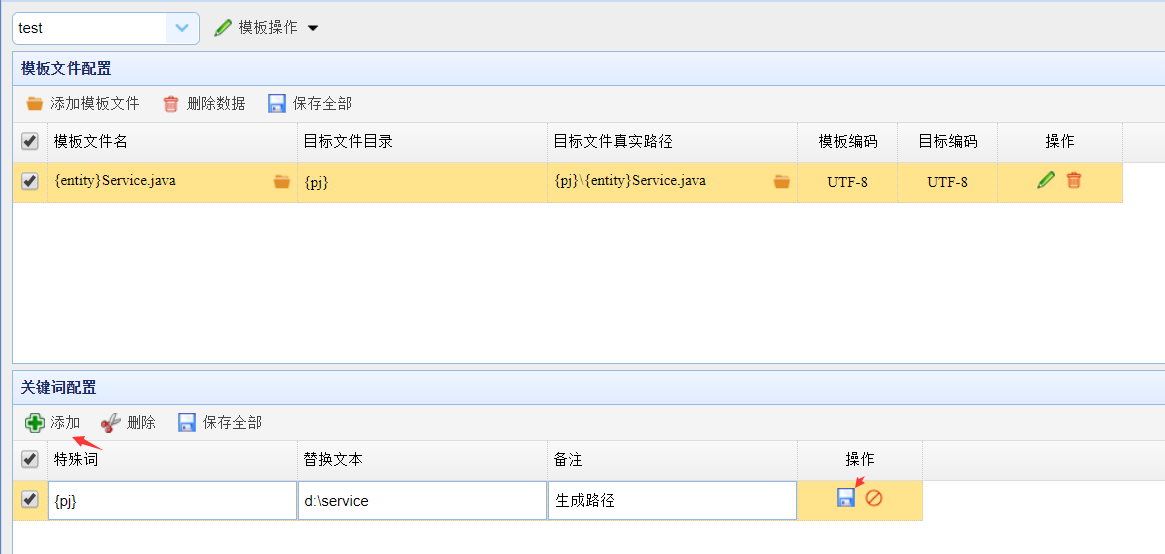 test 模板操作
模板文件配置
添加模板文件 删除数据 保存全部
模板文件名 目标文件目录 目标文件真实路径 模板编码 目标编码 操作
{entity}Service.java {pj} {pj}\{entity}Service.java UTF-8 UTF-8
关键词配置
添加 删除 保存全部
特殊词 替换文本 备注 操作
{pj} d:\service 生成路径